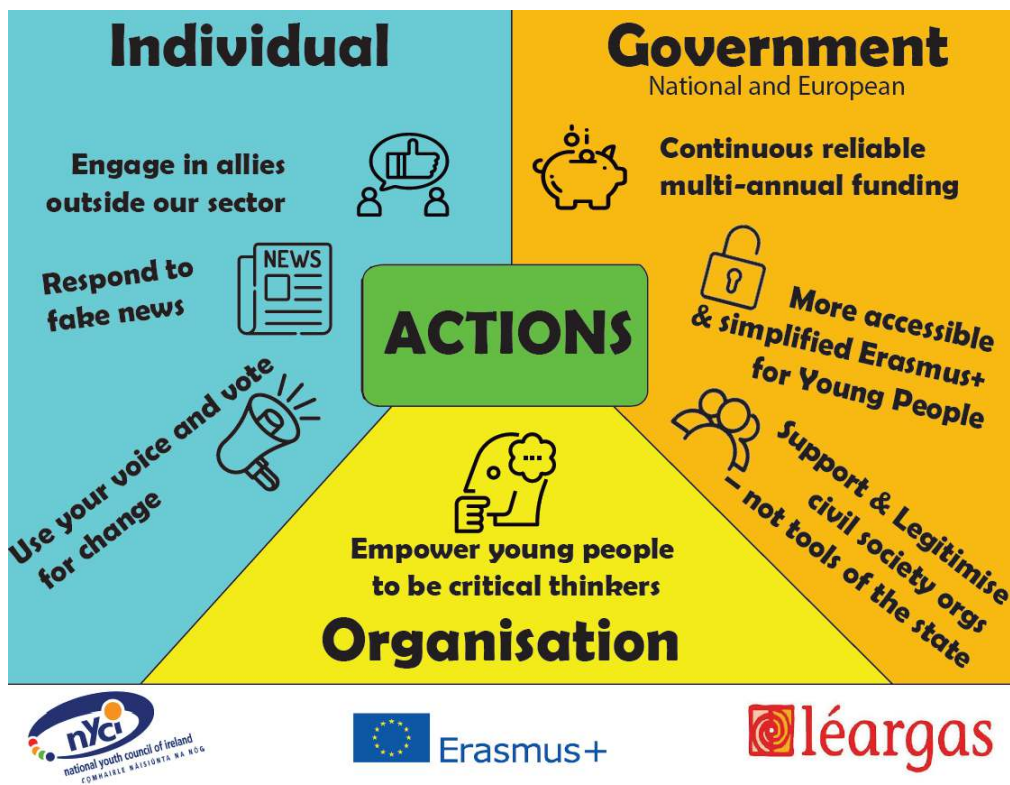 Individual
Engage in allies
outside our sector
Respond to
fake news
NEWS
Use your voice and vote
for change
Government
National and European
Continuous reliable
multi-annual funding
More accessible
& simplified Erasmus+
for Young People
Support & Legitimise
civil society orgs
– not tools of the state
ACTIONS
Empower young people
to be critical thinkers
Organisation
nyci
national youth council of ireland
COMHAIRLE NÁISIÚNTA NA NÓG
Erasmus+
léargas